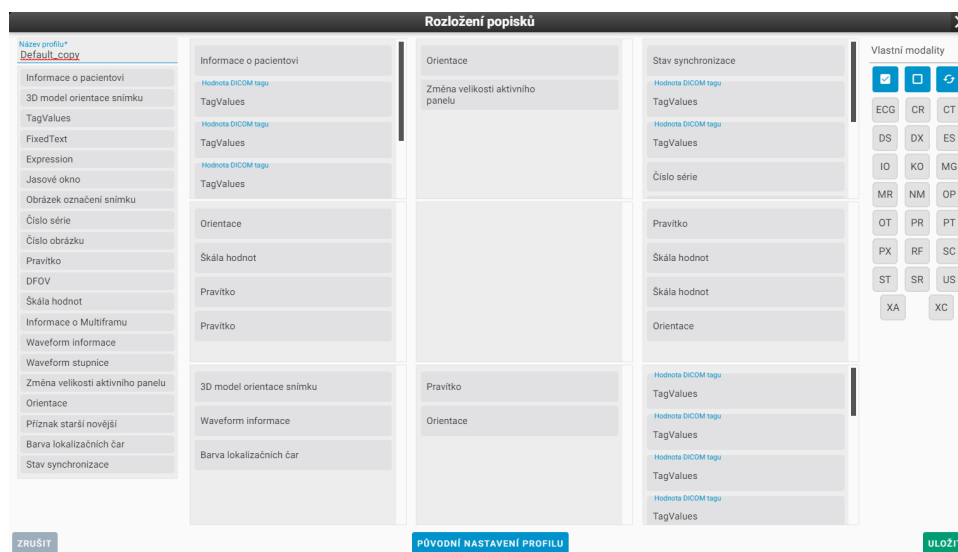 Rozložení popisků
Název profilu*
Default_copy
Informace o pacientovi
3D model orientace snímku
TagValues
FixedText
Expression
Jasové okno
Obrázek označení snímku
Číslo série
Číslo obrázku
Pravítko
DFOV
Škála hodnot
Informace o Multiframu
Waveform informace
Waveform stupnice
Změna velikosti aktivního panelu
Orientace
Příznak starší novější
Barva lokalizačních čar
Stav synchronizace
Informace o pacientovi
Hodnota DICOM tagu
TagValues
Hodnota DICOM tagu
TagValues
Hodnota DICOM tagu
TagValues
Orientace
Změna velikosti aktivního
panelu
Stav synchronizace
Hodnota DICOM tagu
TagValues
Hodnota DICOM tagu
TagValues
Číslo série
Orientace
Škála hodnot
Pravítko
Pravítko
Pravítko
Škála hodnot
Škála hodnot
Orientace
3D model orientace snímku
Waveform informace
Barva lokalizačních čar
Pravítko
Orientace
Hodnota DICOM tagu
TagValues
Hodnota DICOM tagu
TagValues
Hodnota DICOM tagu
TagValues
Hodnota DICOM tagu
TagValues
Vlastní modality
ECG CR CT
DS DX ES
IO KO MG
MR NM OP
OT PR PT
PX RF SC
ST SR US
XA XC
ZRUŠIT
PŮVODNÍ NASTAVENÍ PROFILU
ULOŽIT